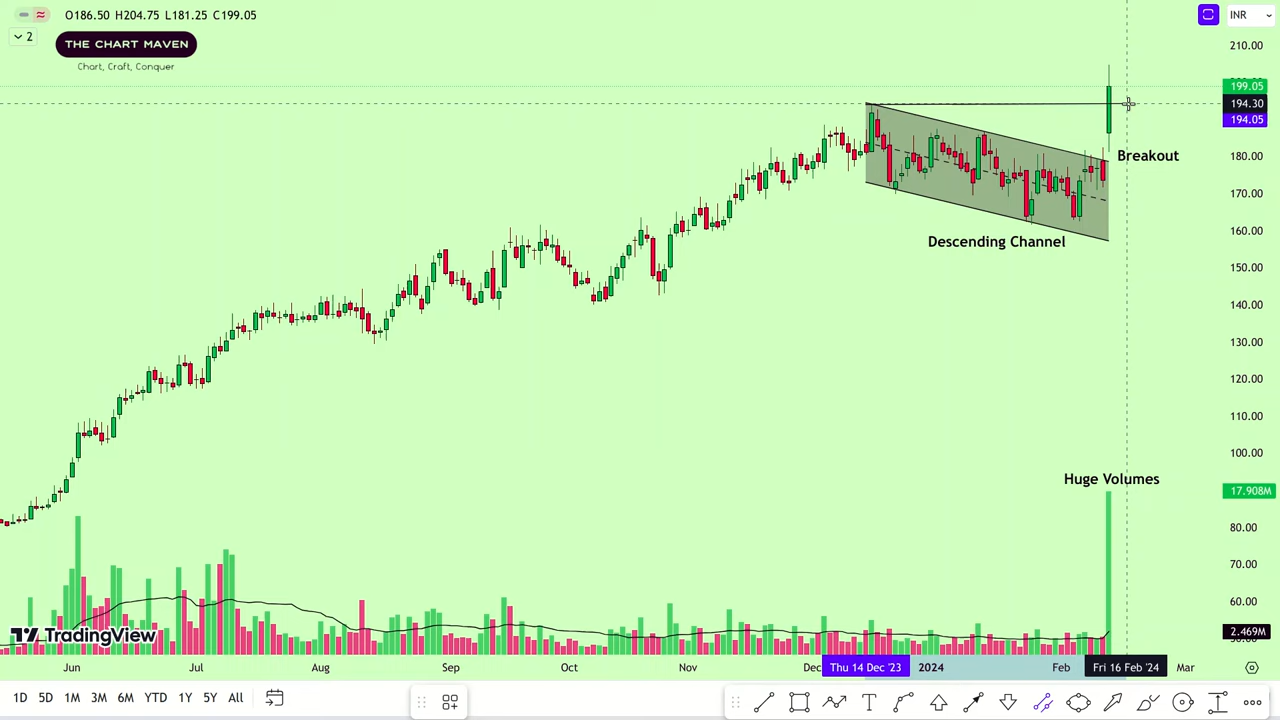 O186.50 H204.75 L181.25 C199.05
INR
2
THE CHART MAVEN
Chart, Craft, Conquer
210.00
199.05
194.30
194.05
180.00
170.00
160.00
150.00
140.00
130.00
120.00
110.00
100.00
17.908M
80.00
70.00
60.00
2.469M
Breakout
Descending Channel
Huge Volumes
TradingView
Jun Jul Aug Sep Oct Nov Dec Thu 14 Dec '23 2024 Feb Fri 16 Feb '24 Mar
1D 5D 1M 3M 6M YTD 1Y 5Y All